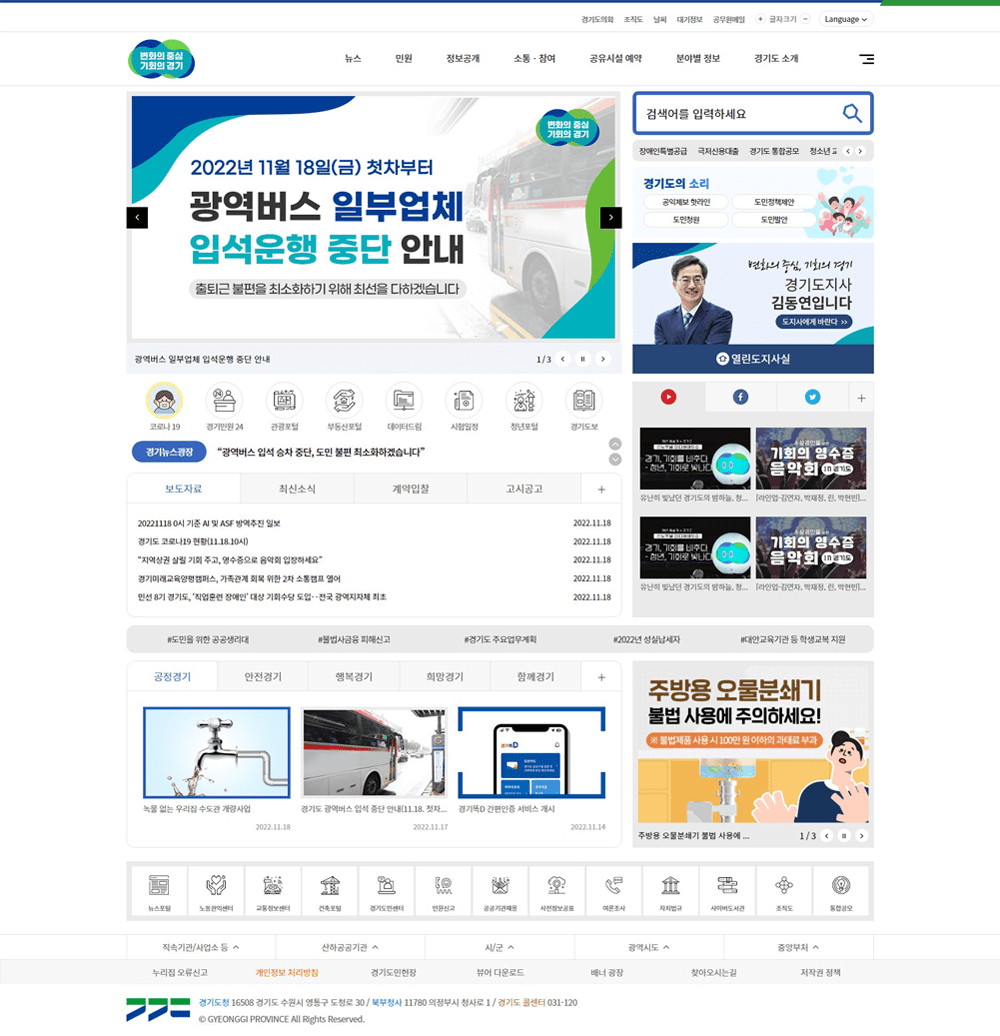 경기도의회 조직도 날씨 대기정보 공무원메일 + 글자크기 − Language
변화의 중심
기회의 경기
뉴스 민원 정보공개 소통 · 참여 공유시설 예약 분야별 정보 경기도 소개
변화의 중심
기회의 경기
2022년 11월 18일(금) 첫차부터
광역버스 일부업체
입석운행 중단 안내
출퇴근 불편을 최소화하기 위해 최선을 다하겠습니다
광역버스 일부업체 입석운행 중단 안내 1 / 3
검색어를 입력하세요
장애인특별공급 극저신용대출 경기도 통합공모 청소년 교
경기도의 소리
공익제보 핫라인 도민정책제안
도민청원 도민발안
변화의 중심, 기회의 경기
경기도지사
김동연입니다
도지사에게 바란다 >>
열린도지사실
코로나 19 경기민원 24 관광포털 부동산포털 데이터드림 시험일정 청년포털 경기도보
경기뉴스광장 “광역버스 입석 승차 중단, 도민 불편 최소화하겠습니다”
보도자료 최신소식 계약입찰 고시공고 +
20221118 0시 기준 AI 및 ASF 방역추진 일보 2022.11.18
경기도 코로나19 현황(11.18.10시) 2022.11.18
“지역상권 살릴 기회 주고, 영수증으로 음악회 입장하세요” 2022.11.18
경기미래교육양평캠퍼스, 가족관계 회복 위한 2차 소통캠프 열어 2022.11.18
민선 8기 경기도, ‘직업훈련 장애인’ 대상 기회수당 도입‥전국 광역지자체 최초 2022.11.18
+
경기, 기회를 비추다
- 청년, 기회로 빛나다
기회의 영수증
음악회 in 경기도
유난히 빛났던 경기도의 밤하늘, 청... [라인업-김연자, 박재정, 린, 박현빈]...
경기, 기회를 비추다
- 청년, 기회로 빛나다
기회의 영수증
음악회 in 경기도
유난히 빛났던 경기도의 밤하늘, 청... [라인업-김연자, 박재정, 린, 박현빈]...
#도민을 위한 공공생리대 #불법사금융 피해신고 #경기도 주요업무계획 #2022년 성실납세자 #대안교육기관 등 학생교복 지원
공정경기 안전경기 행복경기 희망경기 함께경기 +
녹물 없는 우리집 수도관 개량사업 경기도 광역버스 입석 중단 안내(11.18. 첫차... 경기똑D 간편인증 서비스 개시
2022.11.18 2022.11.17 2022.11.14
주방용 오물분쇄기
불법 사용에 주의하세요!
※ 불법제품 사용 시 100만 원 이하의 과태료 부과
주방용 오물분쇄기 불법 사용에 ... 1 / 3
뉴스포털 노동권익센터 교통정보센터 건축포털 경기도민센터 민원신고 공공기관채용 사전정보공표 여론조사 자치법규 사이버도서관 조직도 통합공모
직속기관/사업소 등 산하공공기관 시/군 광역시도 중앙부처
누리집 오류신고 개인정보 처리방침 경기도민헌장 뷰어 다운로드 배너 광장 찾아오시는길 저작권 정책
경기도청 16508 경기도 수원시 영통구 도청로 30 / 북부청사 11780 의정부시 청사로 1 / 경기도 콜센터 031-120
© GYEONGGI PROVINCE All Rights Reserved.